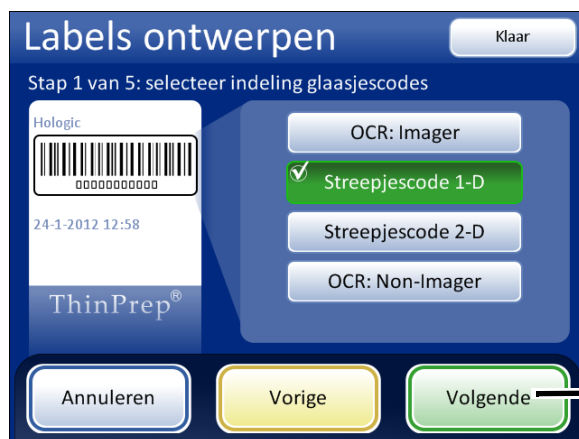 Labels ontwerpen
Klaar
Stap 1 van 5: selecteer indeling glaasjescodes
Hologic
00000000000
24-1-2012 12:58
ThinPrep®
OCR: Imager
Streepjescode 1-D
Streepjescode 2-D
OCR: Non-Imager
Annuleren
Vorige
Volgende